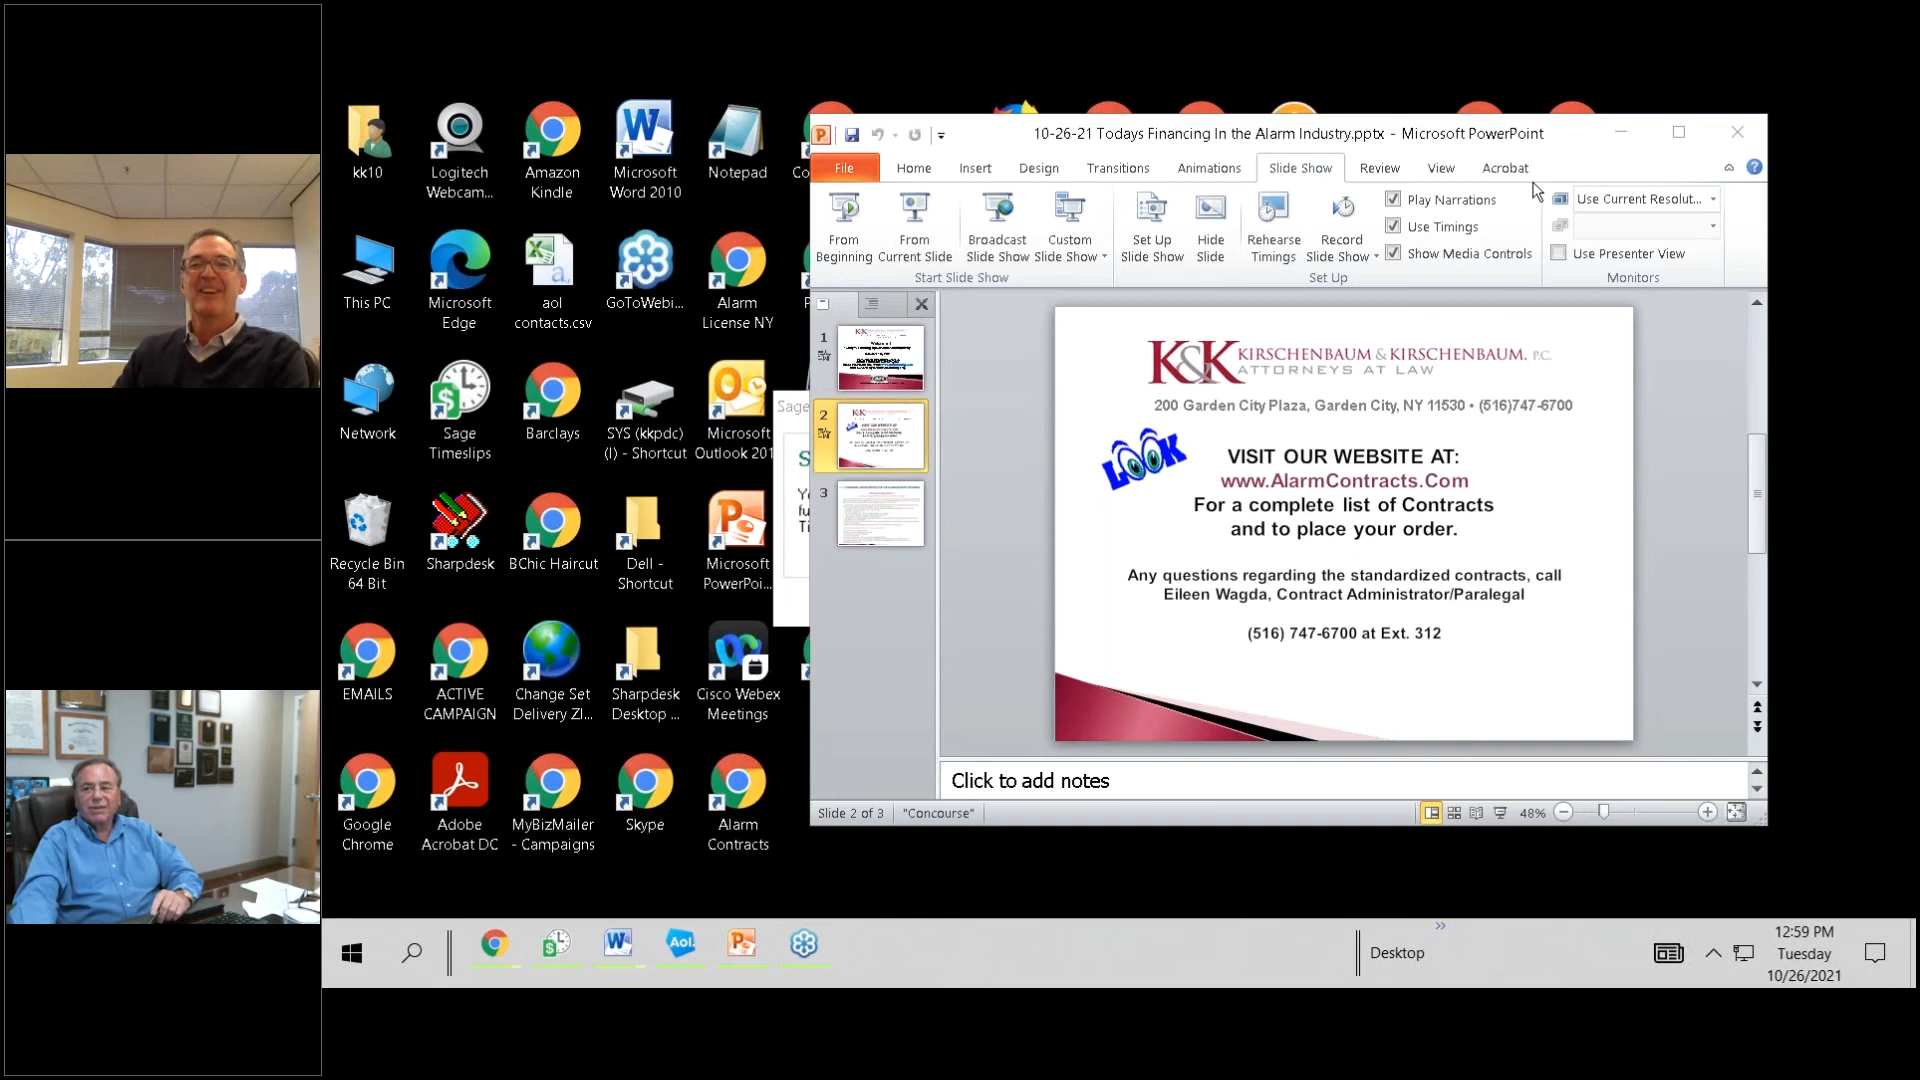 kk10
Logitech
Webcam...
Amazon
Kindle
Microsoft
Word 2010
Notepad
Co
This PC
Microsoft
Edge
aol
contacts.csv
GoToWebi...
Alarm
License NY
P
Network
Sage
Timeslips
Barclays
SYS (kkpdc)
(I) - Shortcut
Microsoft
Outlook 201
Recycle Bin
64 Bit
Sharpdesk
BChic Haircut
Dell -
Shortcut
Microsoft
PowerPoi...
EMAILS
ACTIVE
CAMPAIGN
Change Set
Delivery ZI...
Sharpdesk
Desktop ...
Cisco Webex
Meetings
Google
Chrome
Adobe
Acrobat DC
MyBizMailer
- Campaigns
Skype
Alarm
Contracts
Sage
S
fu
Ti
10-26-21 Todays Financing In the Alarm Industry.pptx - Microsoft PowerPoint
File Home Insert Design Transitions Animations Slide Show Review View Acrobat
From
Beginning
From
Current Slide
Broadcast
Slide Show
Custom
Slide Show
Start Slide Show
Set Up
Slide Show
Hide
Slide
Rehearse
Timings
Record
Slide Show
Play Narrations
Use Timings
Show Media Controls
Set Up
Use Current Resolut...
Use Presenter View
Monitors
1
2
3
K&K KIRSCHENBAUM & KIRSCHENBAUM, P.C.
ATTORNEYS AT LAW
200 Garden City Plaza, Garden City, NY 11530 • (516)747-6700
LOOK
VISIT OUR WEBSITE AT:
www.AlarmContracts.Com
For a complete list of Contracts
and to place your order.
Any questions regarding the standardized contracts, call
Eileen Wagda, Contract Administrator/Paralegal
(516) 747-6700 at Ext. 312
Click to add notes
Slide 2 of 3 "Concourse" 48%
Aol.
Desktop
12:59 PM
Tuesday
10/26/2021